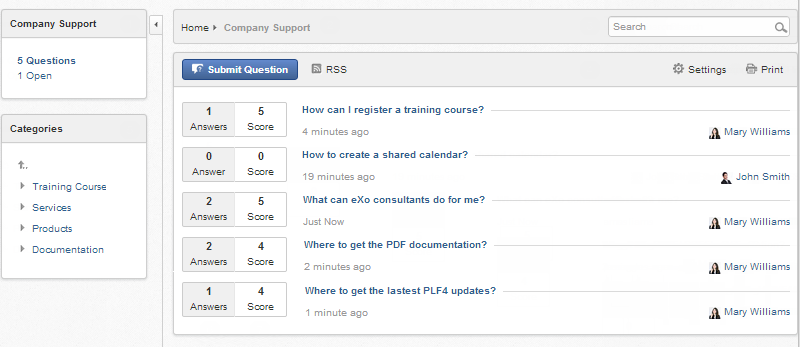 Company Support
5 Questions
1 Open
Categories
Training Course
Services
Products
Documentation
Home Company Support
Search
Submit Question RSS Settings Print
1 5 How can I register a training course?
Answers Score 4 minutes ago Mary Williams
0 0 How to create a shared calendar?
Answer Score 19 minutes ago John Smith
2 5 What can eXo consultants do for me?
Answers Score Just Now Mary Williams
2 4 Where to get the PDF documentation?
Answers Score 2 minutes ago Mary Williams
1 4 Where to get the lastest PLF4 updates?
Answers Score 1 minute ago Mary Williams